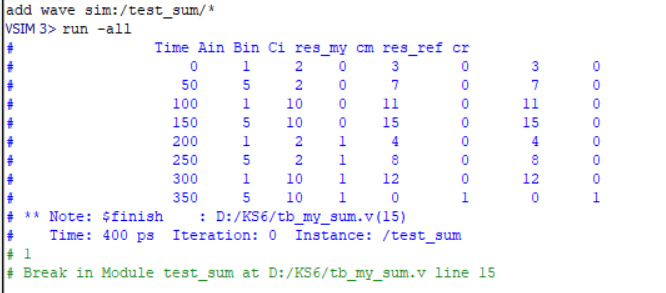 add wave sim:/test_sum/*
VSIM 3> run -all
#                 Time Ain Bin Ci res_my cm res_ref cr
#                    0     1     2    0     3       0       3      0
#                   50     5     2    0     7       0       7      0
#                  100     1    10    0    11       0      11      0
#                  150     5    10    0    15       0      15      0
#                  200     1     2    1     4       0       4      0
#                  250     5     2    1     8       0       8      0
#                  300     1    10    1    12       0      12      0
#                  350     5    10    1     0       1       0      1
# ** Note: $finish    : D:/KS6/tb_my_sum.v(15)
#    Time: 400 ps  Iteration: 0  Instance: /test_sum
# 1
# Break in Module test_sum at D:/KS6/tb_my_sum.v line 15